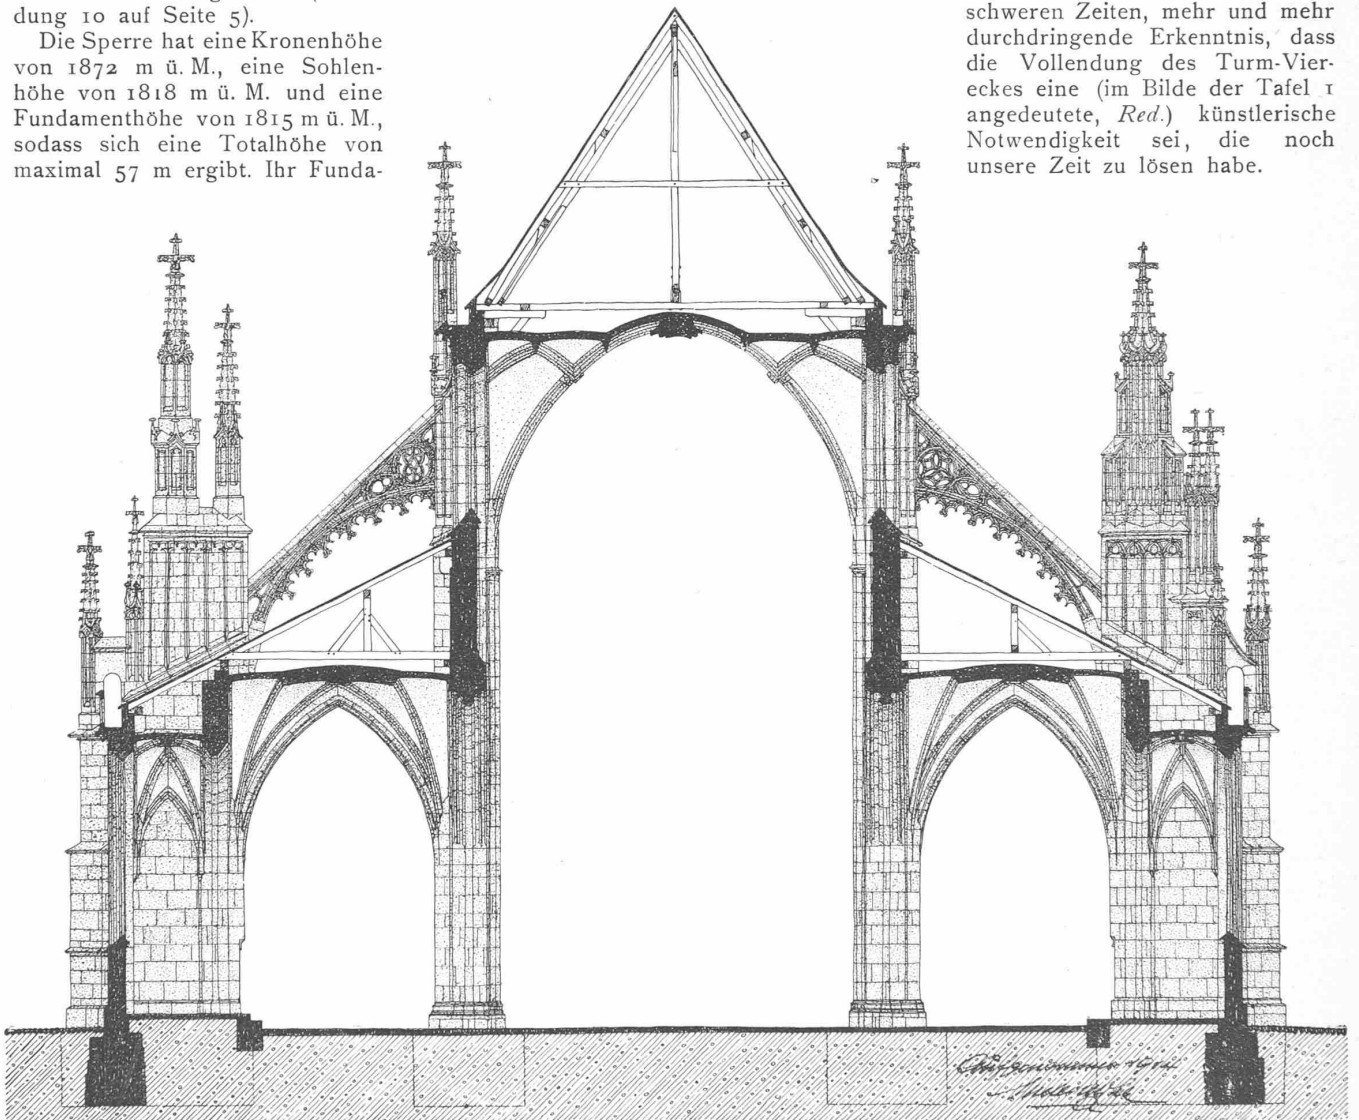 dung 10 auf Seite 5).
Die Sperre hat eine Kronenhöhe
von 1872 m ü. M., eine Sohlen-
höhe von 1818 m ü. M. und eine
Fundamenthöhe von 1815 m ü. M.,
sodass sich eine Totalhöhe von
maximal 57 m ergibt. Ihr Funda-
schweren Zeiten, mehr und mehr
durchdringende Erkenntnis, dass
die Vollendung des Turm-Vier-
eckes eine (im Bilde der Tafel 1
angedeutete, Red.) künstlerische
Notwendigkeit sei, die noch
unsere Zeit zu lösen habe.
Aufgenommen